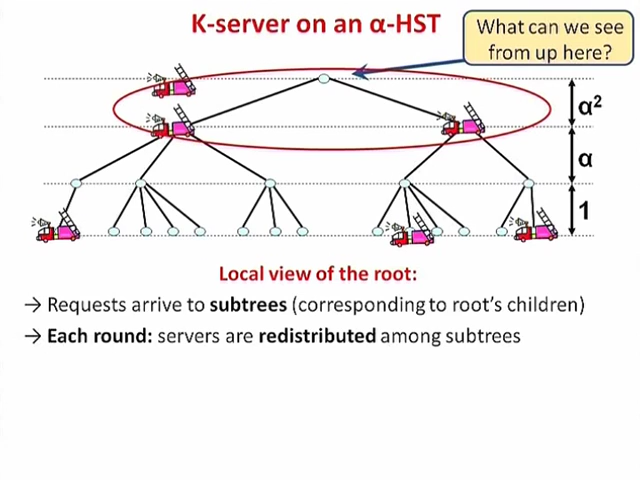 K-server on an α-HST
What can we see
from up here?
α²
α
1
Local view of the root:
→ Requests arrive to subtrees (corresponding to root's children)
→ Each round: servers are redistributed among subtrees